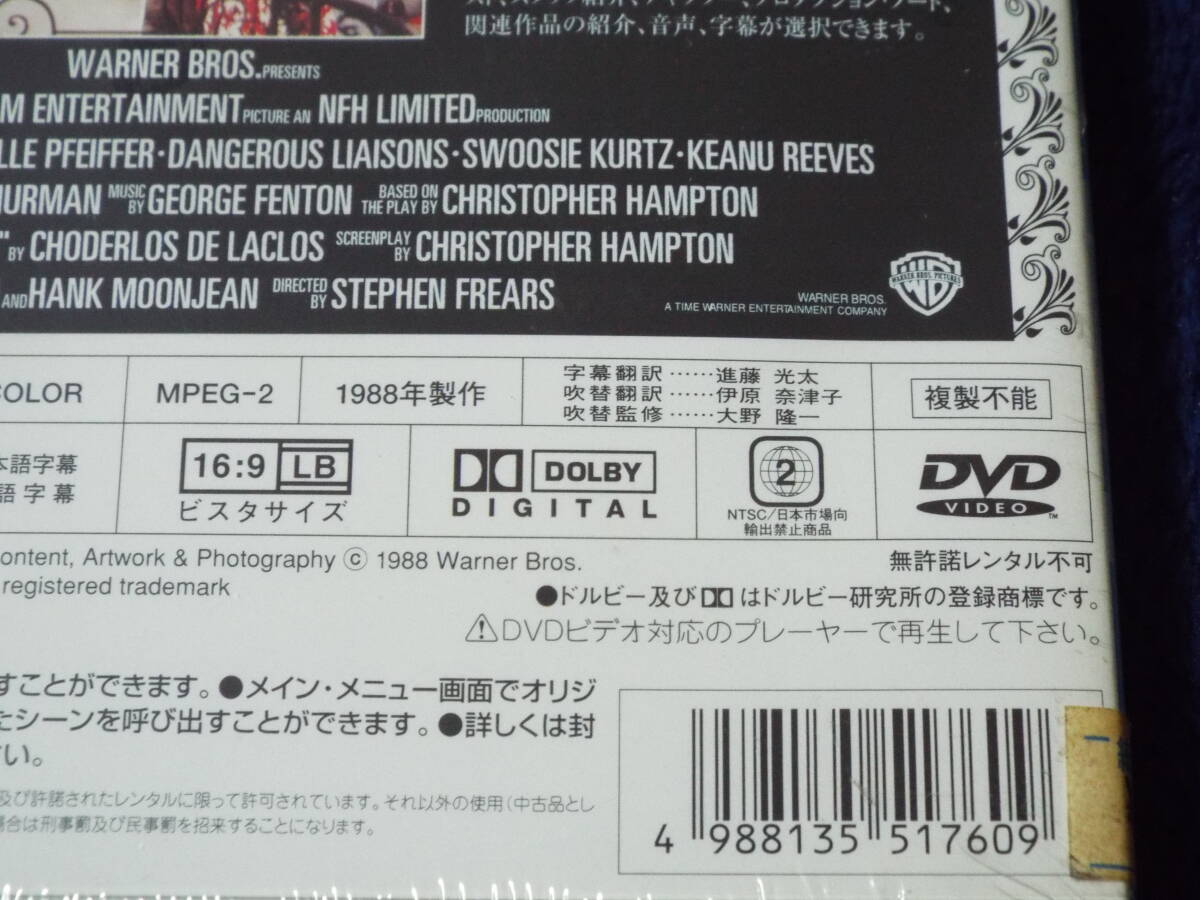 関連作品の紹介、音声、字幕が選択できます。
WARNER BROS. PRESENTS
M ENTERTAINMENT PICTURE AN NFH LIMITED PRODUCTION
LLE PFEIFFER・DANGEROUS LIAISONS・SWOOSIE KURTZ・KEANU REEVES
HURMAN MUSIC BY GEORGE FENTON BASED ON THE PLAY BY CHRISTOPHER HAMPTON
" BY CHODERLOS DE LACLOS SCREENPLAY BY CHRISTOPHER HAMPTON
AND HANK MOONJEAN DIRECTED BY STEPHEN FREARS
WARNER BROS.
A TIME WARNER ENTERTAINMENT COMPANY
WARNER BROS. PICTURES
WB
COLOR
MPEG-2
1988年製作
字幕翻訳……進藤 光太
吹替翻訳……伊原 奈津子
吹替監修……大野 隆一
複製不能
本語字幕
語字幕
16:9 LB
ビスタサイズ
DOLBY
DIGITAL
2
NTSC/日本市場向
輸出禁止商品
DVD
VIDEO
TM
ontent, Artwork & Photography ⓒ 1988 Warner Bros.
無許諾レンタル不可
registered trademark
●ドルビー及びDDはドルビー研究所の登録商標です。
⚠DVDビデオ対応のプレーヤーで再生して下さい。
すことができます。●メイン・メニュー画面でオリジ
たシーンを呼び出すことができます。●詳しくは封
さい。
及び許諾されたレンタルに限って許可されています。それ以外の使用(中古品とし
場合は刑事罰及び民事罰を招来することになります。
4 988135 517609